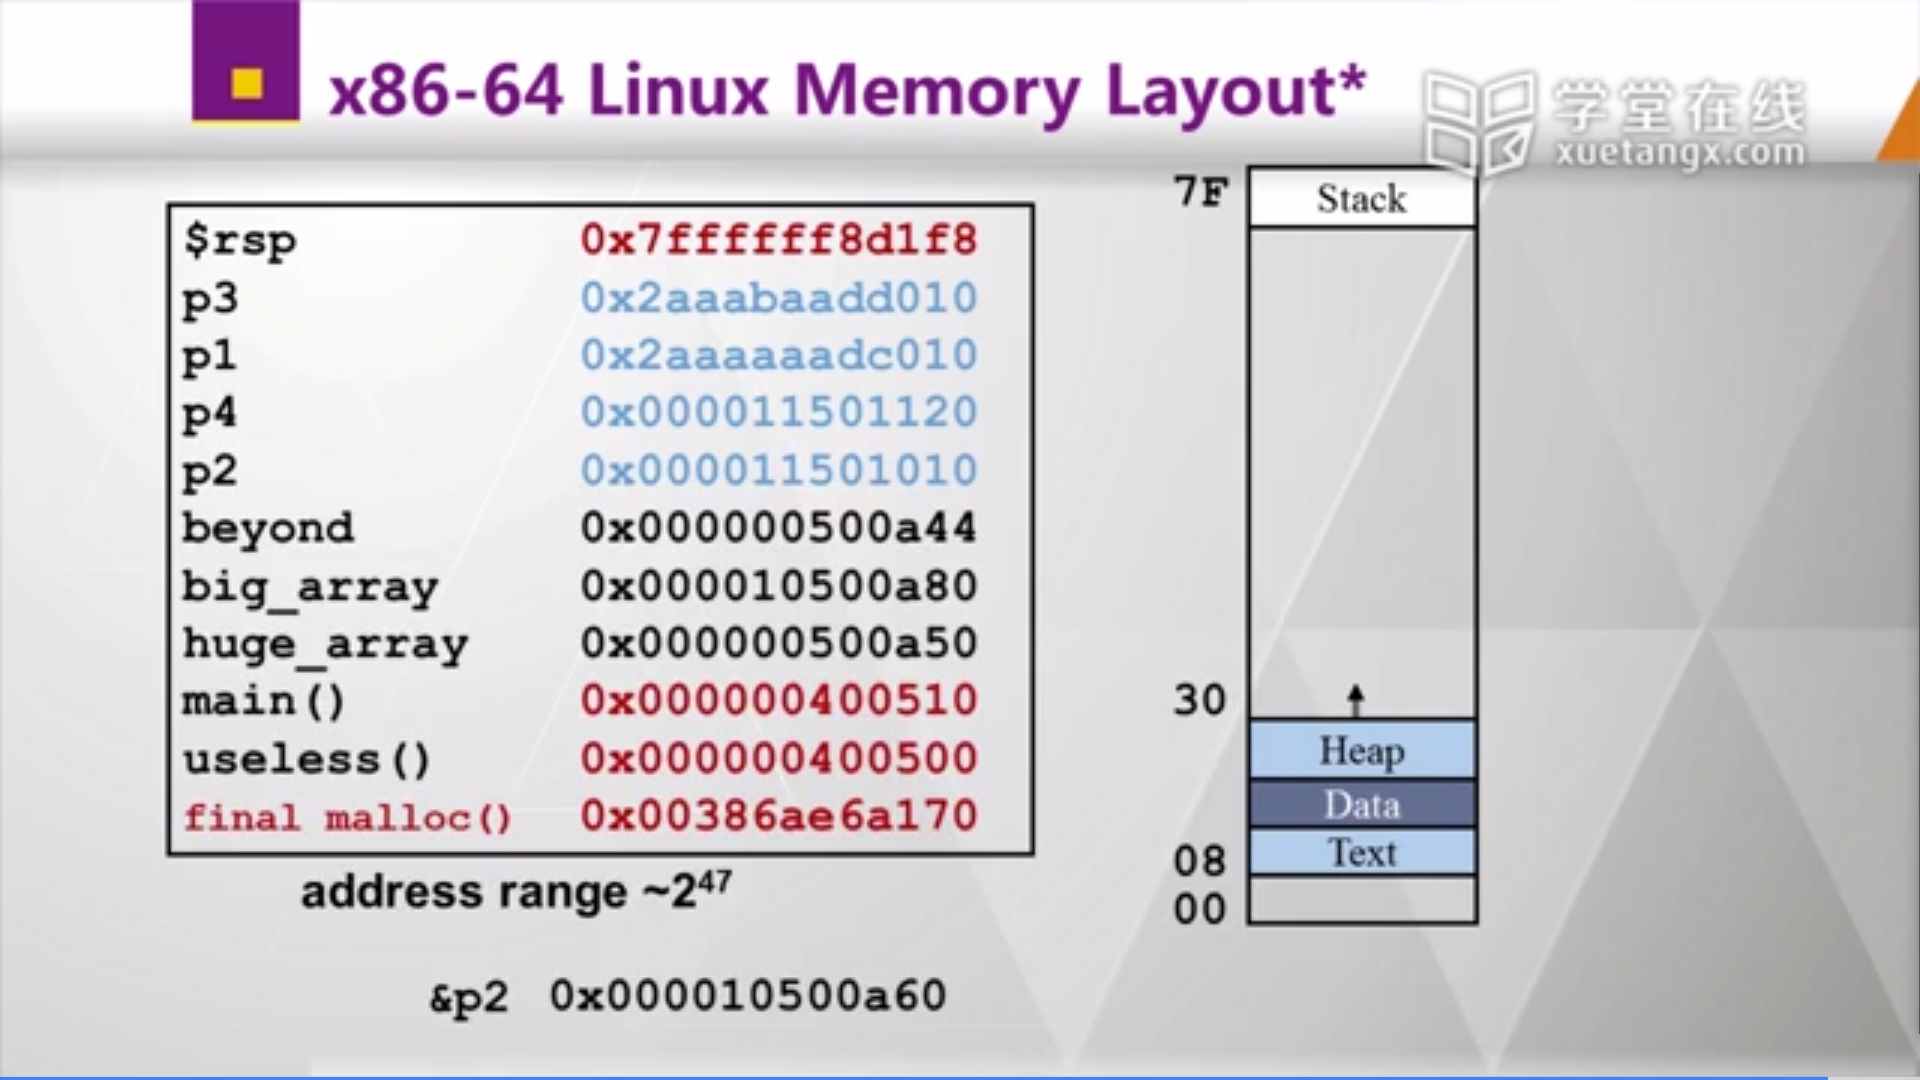 x86-64 Linux Memory Layout*
学堂在线
xuetangx.com
$rsp 0x7ffffff8d1f8
p3 0x2aaabaadd010
p1 0x2aaaaaadc010
p4 0x000011501120
p2 0x000011501010
beyond 0x000000500a44
big_array 0x000010500a80
huge_array 0x000000500a50
main() 0x000000400510
useless() 0x000000400500
final malloc() 0x00386ae6a170
address range ~2⁴⁷
&p2 0x000010500a60
7F
Stack
30
Heap
Data
Text
08
00